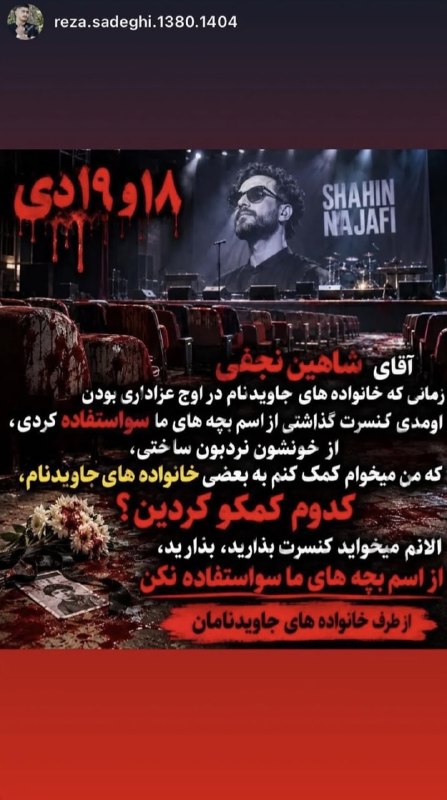 reza.sadeghi.1380.1404
۱۸ و ۱۹ دی
SHAHIN
NAJAFI
آقای شاهین نجفی
زمانی که خانواده های جاویدنام در اوج عزاداری بودن
اومدی کنسرت گذاشتی از اسم بچه های ما سواستفاده کردی،
از خونشون نردبون ساختی،
که من میخوام کمک کنم به بعضی خانواده های جاویدنام،
کدوم کمکو کردین؟
الانم میخواید کنسرت بذارید، بذارید،
از اسم بچه های ما سواستفاده نکن
از طرف خانواده های جاویدنامان